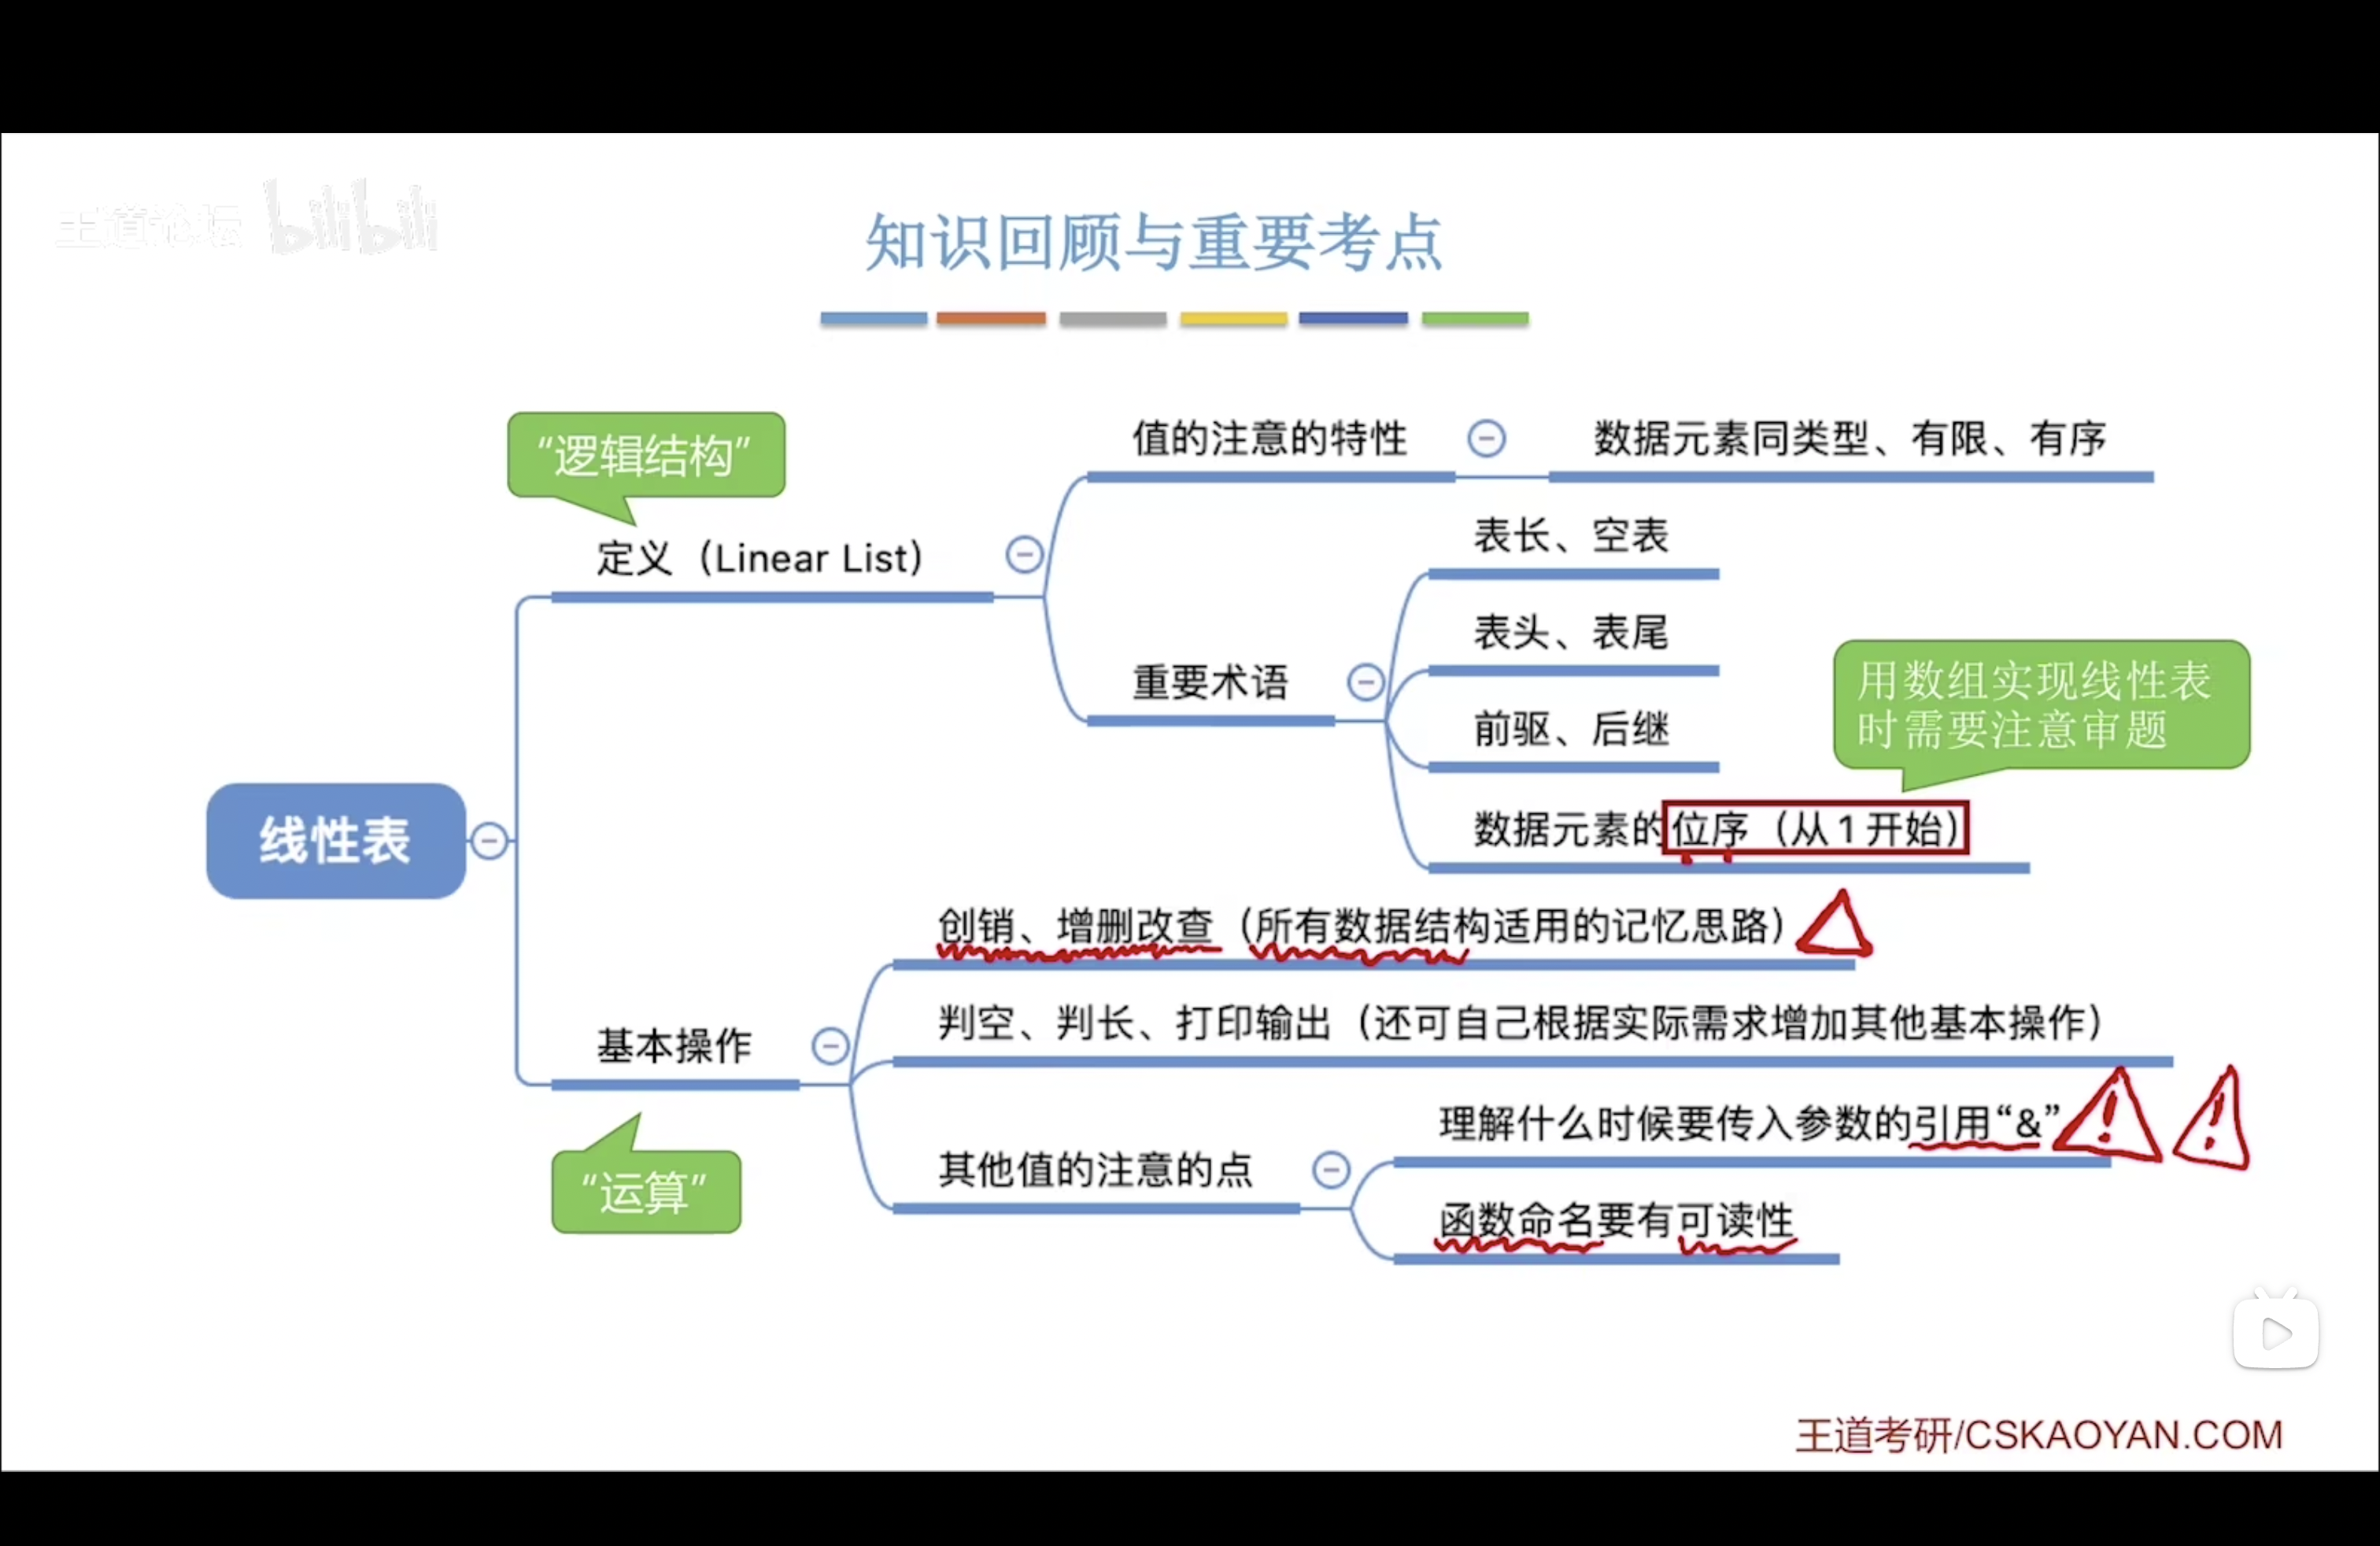 王道论坛 bilibili
知识回顾与重要考点
“逻辑结构”
值的注意的特性
数据元素同类型、有限、有序
定义（Linear List）
表长、空表
表头、表尾
重要术语
前驱、后继
用数组实现线性表
时需要注意审题
数据元素的位序（从 1 开始）
线性表
创销、增删改查（所有数据结构适用的记忆思路）
判空、判长、打印输出（还可自己根据实际需求增加其他基本操作）
基本操作
理解什么时候要传入参数的引用“&”
其他值的注意的点
“运算”
函数命名要有可读性
王道考研/CSKAOYAN.COM